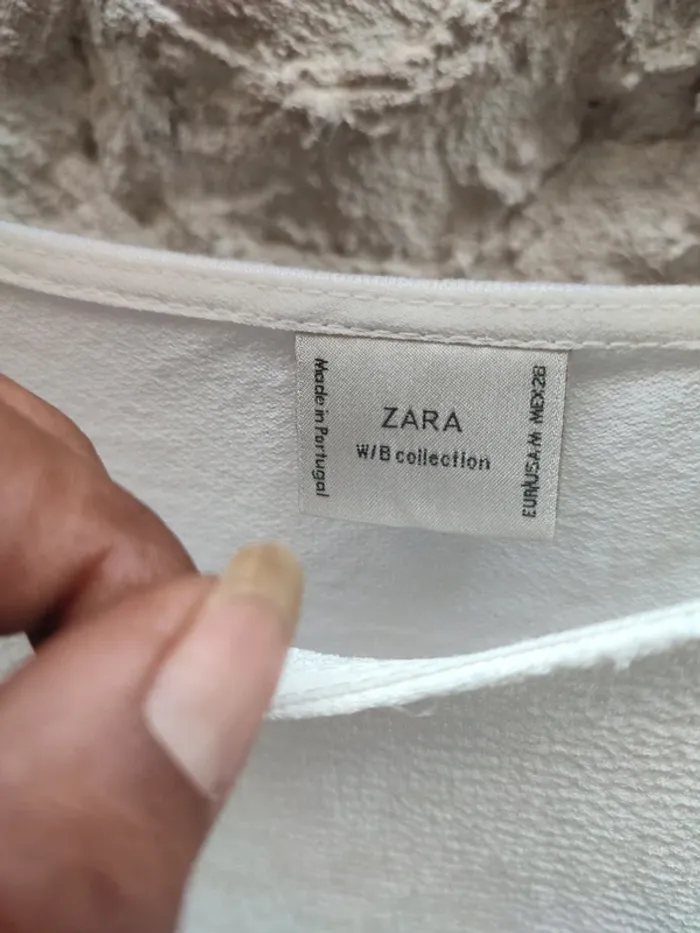 Made in Portugal
ZARA
W/B collection
EUR/USA:M MEX:28